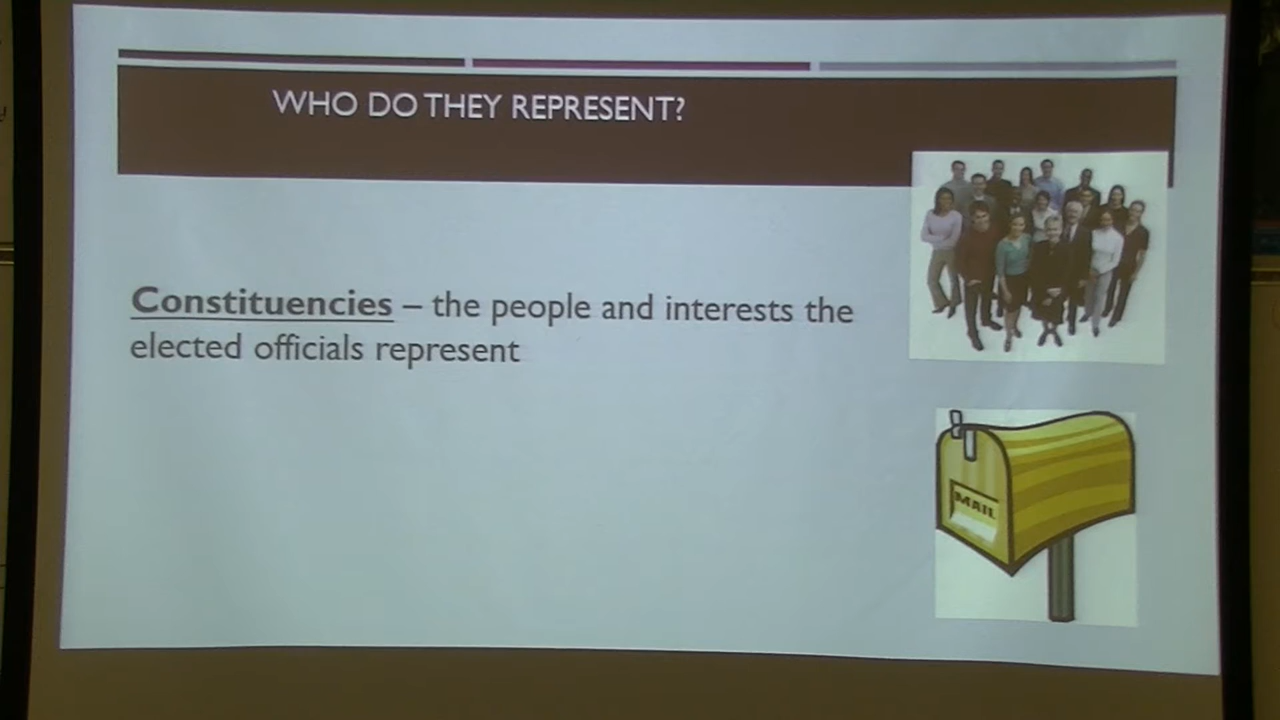 WHO DO THEY REPRESENT?
Constituencies – the people and interests the
elected officials represent
MAIL